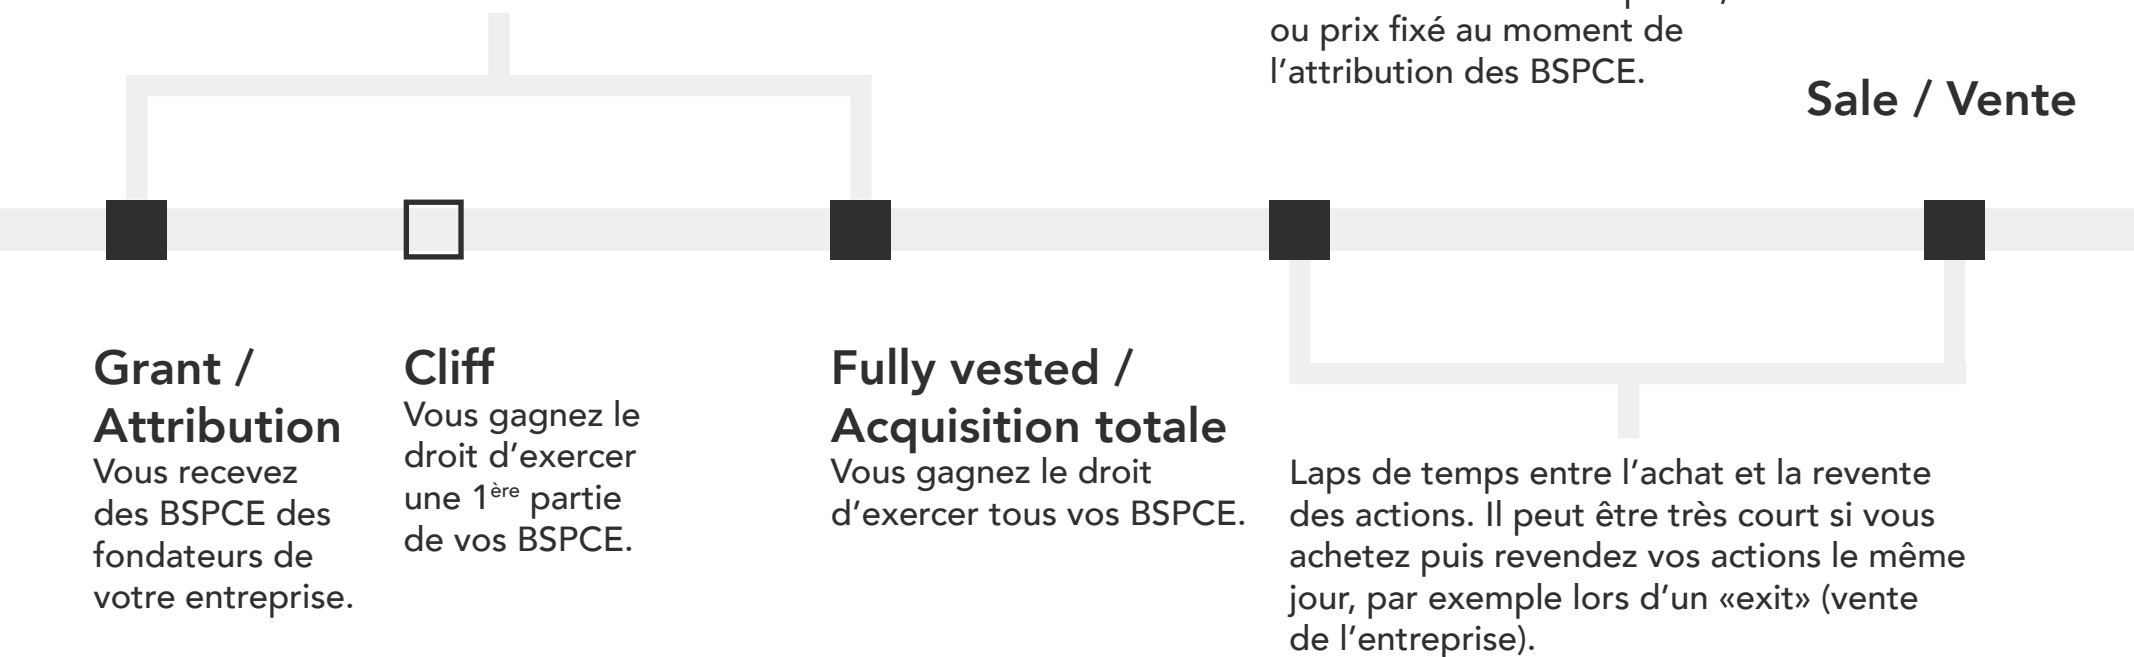 ou prix fixé au moment de
l'attribution des BSPCE.
Sale / Vente
Grant /
Attribution
Vous recevez
des BSPCE des
fondateurs de
votre entreprise.
Cliff
Vous gagnez le
droit d'exercer
une 1ère partie
de vos BSPCE.
Fully vested /
Acquisition totale
Vous gagnez le droit
d'exercer tous vos BSPCE.
Laps de temps entre l'achat et la revente
des actions. Il peut être très court si vous
achetez puis revendez vos actions le même
jour, par exemple lors d'un «exit» (vente
de l'entreprise).